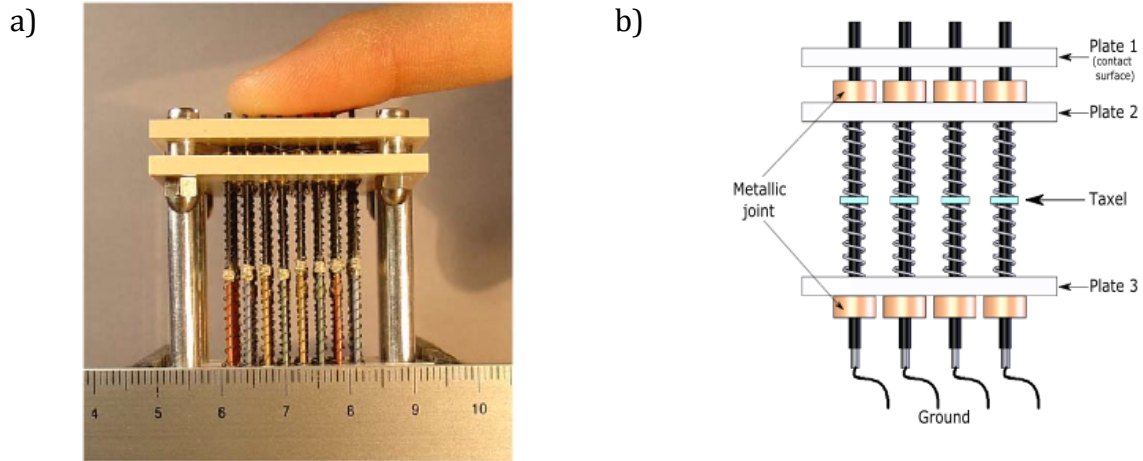 a)
4 5 6 7 8 9 10
b)
Plate 1
(contact
surface)
Plate 2
Metallic
joint
Taxel
Plate 3
Ground